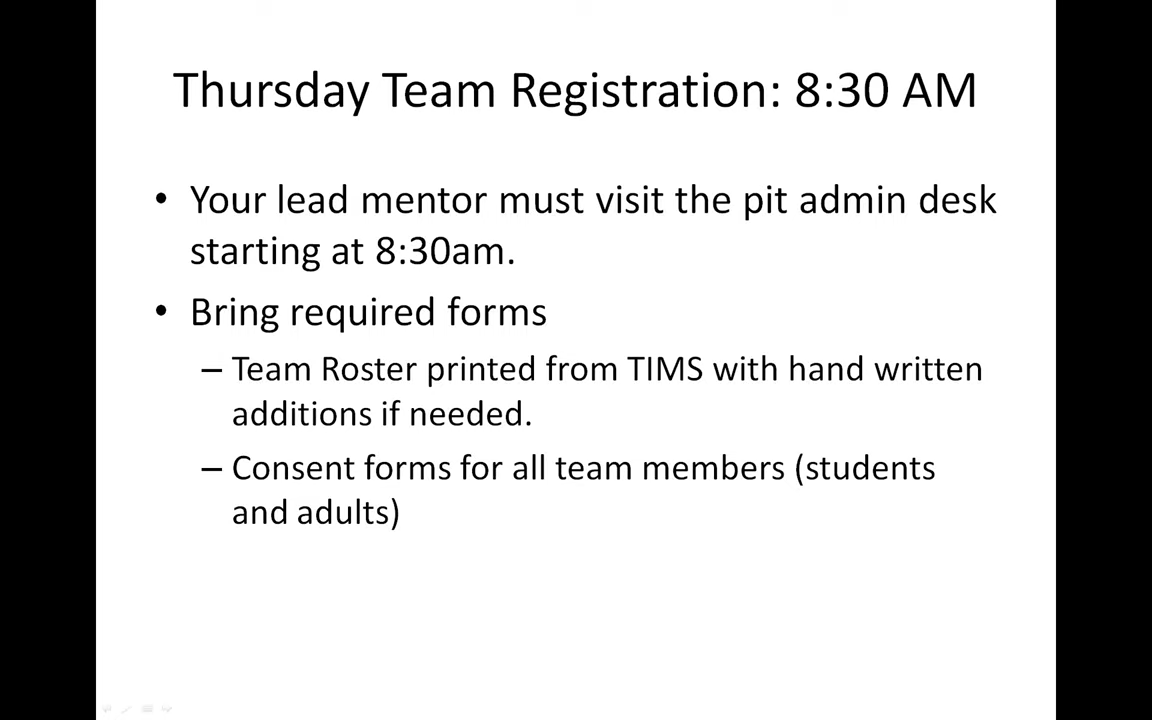 Thursday Team Registration: 8:30 AM
• Your lead mentor must visit the pit admin desk
starting at 8:30am.
• Bring required forms
– Team Roster printed from TIMS with hand written
additions if needed.
– Consent forms for all team members (students
and adults)